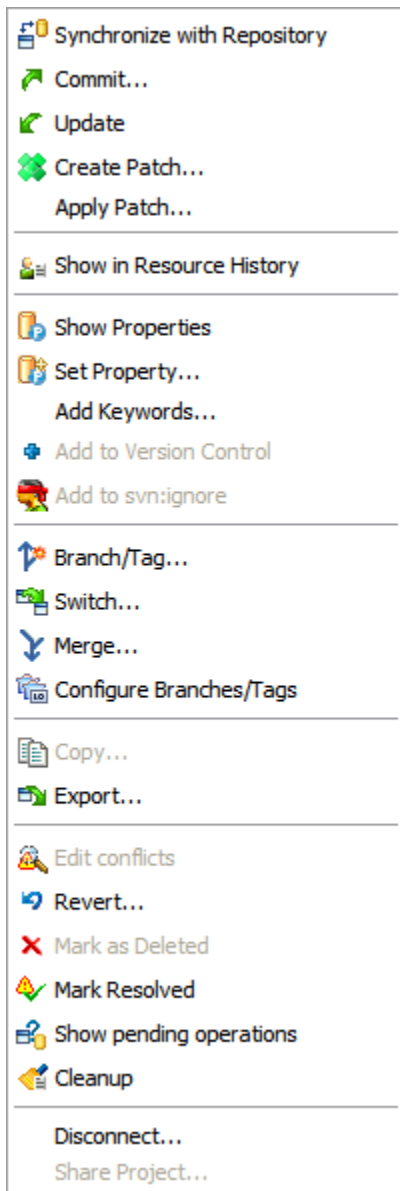 Synchronize with Repository
Commit...
Update
Create Patch...
Apply Patch...
Show in Resource History
Show Properties
Set Property...
Add Keywords...
Add to Version Control
Add to svn:ignore
Branch/Tag...
Switch...
Merge...
Configure Branches/Tags
Copy...
Export...
Edit conflicts
Revert...
Mark as Deleted
Mark Resolved
Show pending operations
Cleanup
Disconnect...
Share Project...